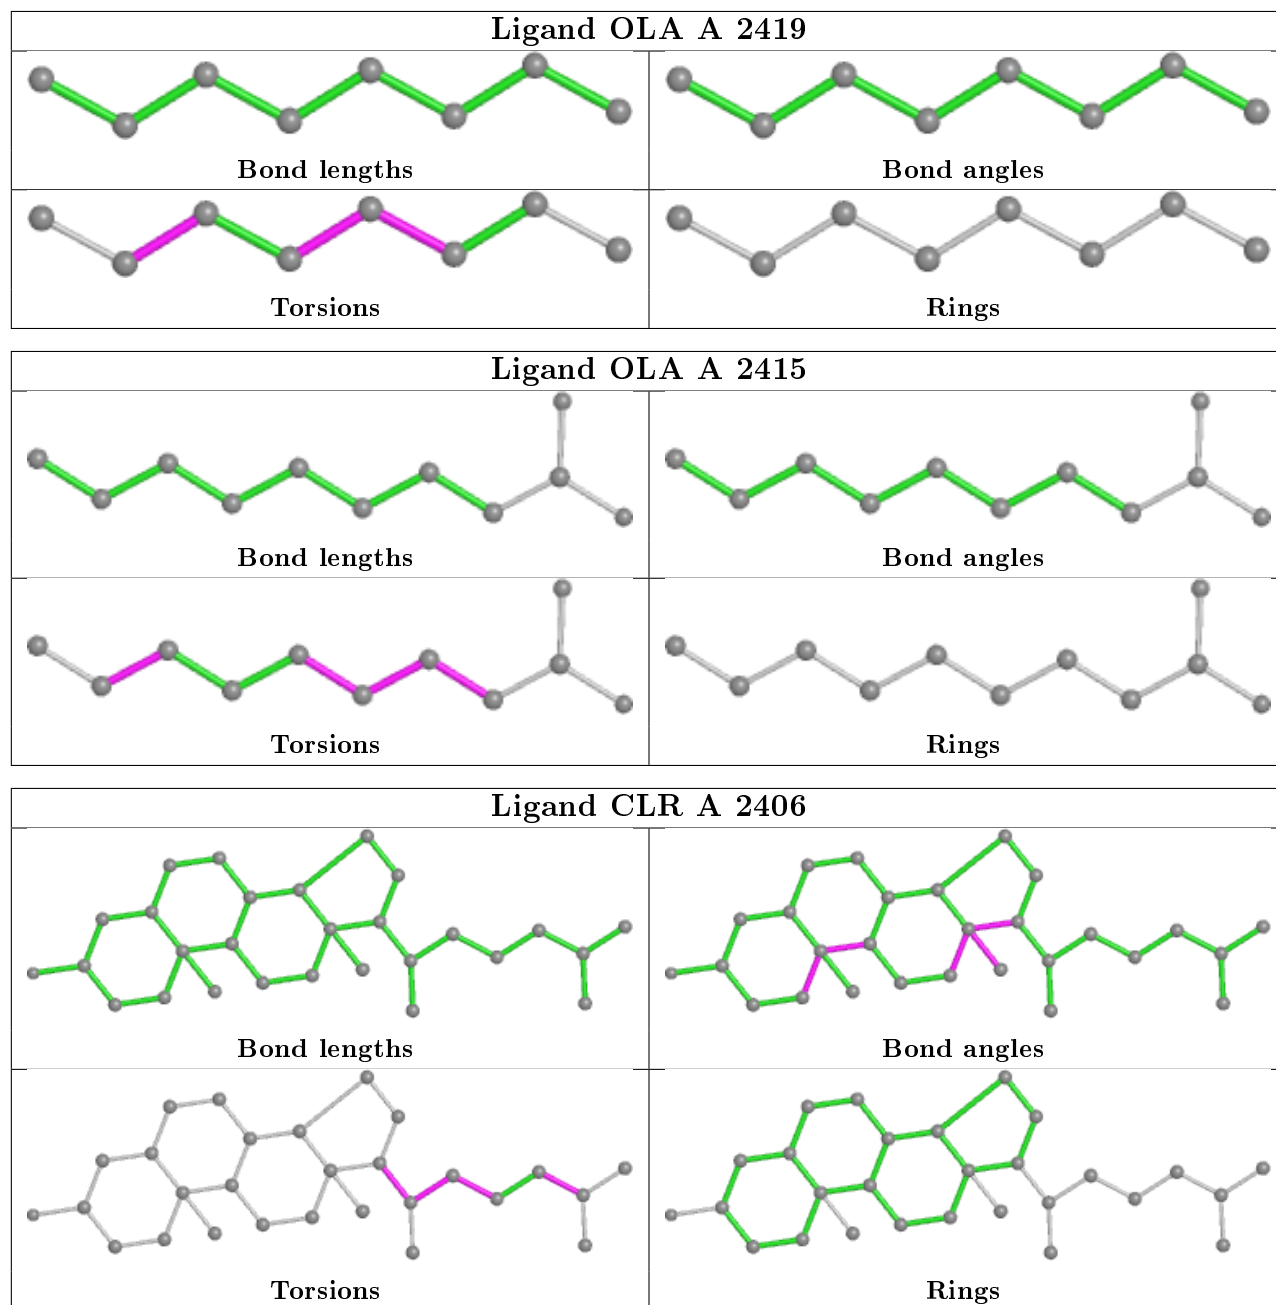 Ligand OLA A 2419
Bond lengths
Bond angles
Torsions
Rings
Ligand OLA A 2415
Bond lengths
Bond angles
Torsions
Rings
Ligand CLR A 2406
Bond lengths
Bond angles
Torsions
Rings